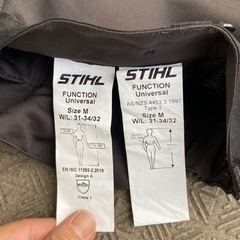 STIHL
FUNCTION
Universal
Size M
W/L: 31-34/32
EN ISO 11393-2:2019
Design A
Class 1
STIHL
FUNCTION
Universal
AS/NZS 4453.3:1997
Type 1
Size M
W/L: 31-34/32